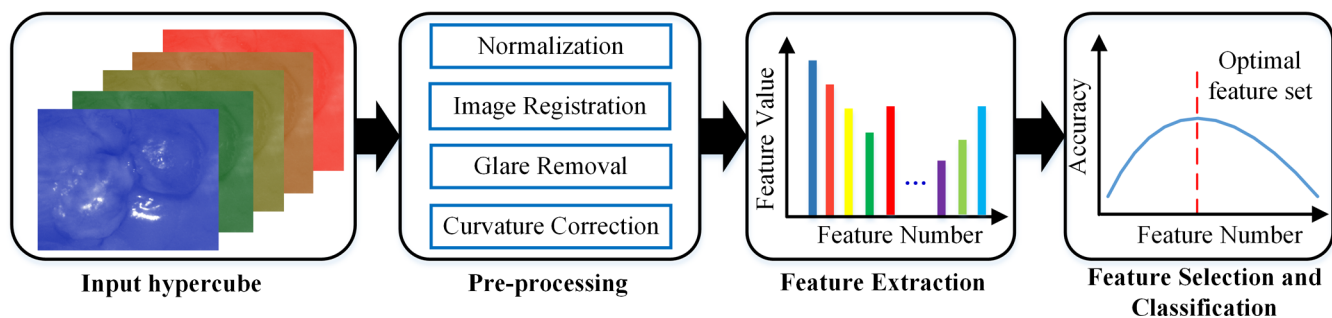 Normalization
Image Registration
Glare Removal
Curvature Correction
Feature Value
...
Feature Number
Optimal
feature set
Accuracy
Feature Number
Input hypercube
Pre-processing
Feature Extraction
Feature Selection and
Classification